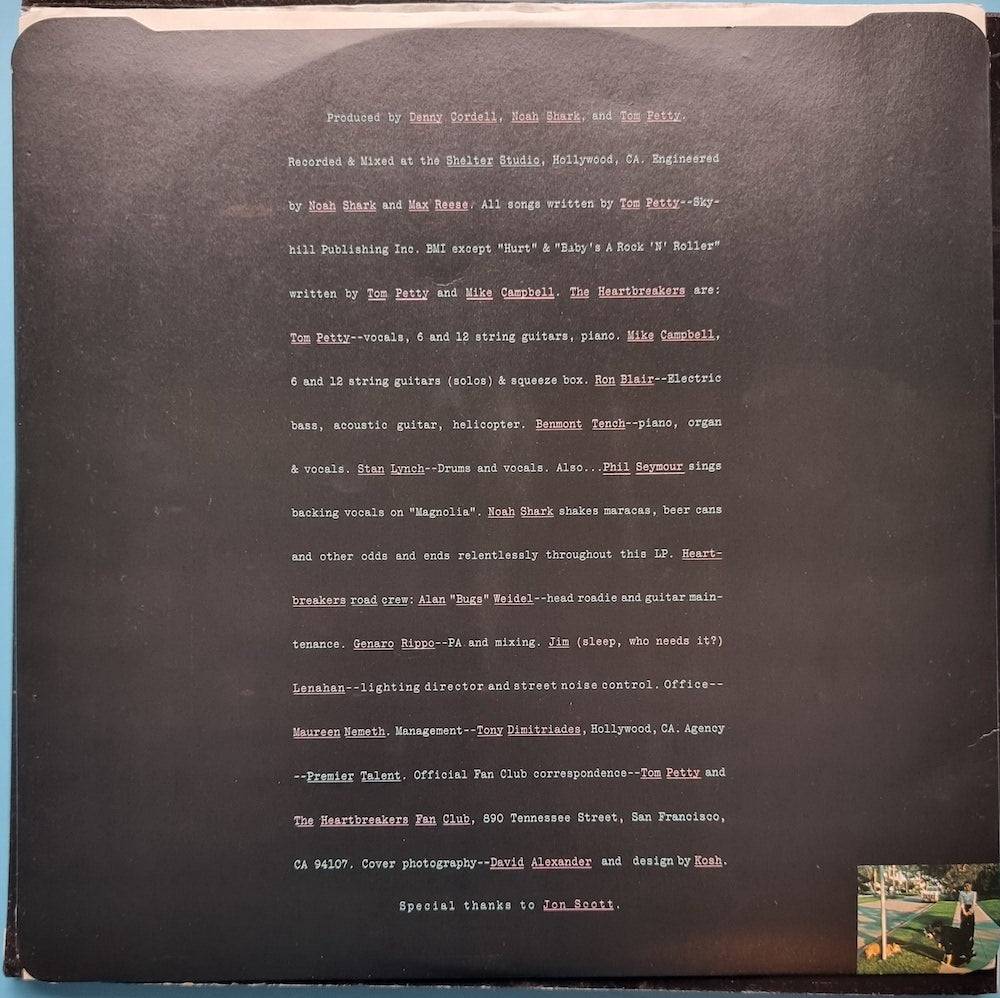 Produced by Denny Cordell, Noah Shark, and Tom Petty.
Recorded & Mixed at the Shelter Studio, Hollywood, CA. Engineered
by Noah Shark and Max Reese. All songs written by Tom Petty--Sky-
hill Publishing Inc. BMI except "Hurt" & "Baby's A Rock 'N' Roller"
written by Tom Petty and Mike Campbell. The Heartbreakers are:
Tom Petty--vocals, 6 and 12 string guitars, piano. Mike Campbell,
6 and 12 string guitars (solos) & squeeze box. Ron Blair--Electric
bass, acoustic guitar, helicopter. Benmont Tench--piano, organ
& vocals. Stan Lynch--Drums and vocals. Also...Phil Seymour sings
backing vocals on "Magnolia". Noah Shark shakes maracas, beer cans
and other odds and ends relentlessly throughout this LP. Heart-
breakers road crew: Alan "Bugs" Weidel--head roadie and guitar main-
tenance. Genaro Rippo--PA and mixing. Jim (sleep, who needs it?)
Lenahan--lighting director and street noise control. Office--
Maureen Nemeth. Management--Tony Dimitriades, Hollywood, CA. Agency
--Premier Talent. Official Fan Club correspondence--Tom Petty and
The Heartbreakers Fan Club, 890 Tennessee Street, San Francisco,
CA 94107. Cover photography--David Alexander and design by Kosh.
Special thanks to Jon Scott.